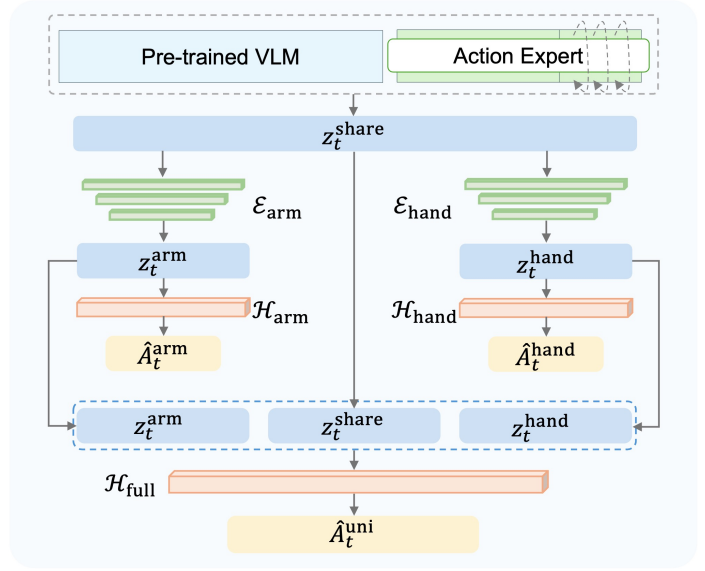 Pre-trained VLM
Action Expert
z_t^share
ℰ_arm
ℰ_hand
z_t^arm
z_t^hand
ℋ_arm
ℋ_hand
Â_t^arm
Â_t^hand
z_t^arm
z_t^share
z_t^hand
ℋ_full
Â_t^uni